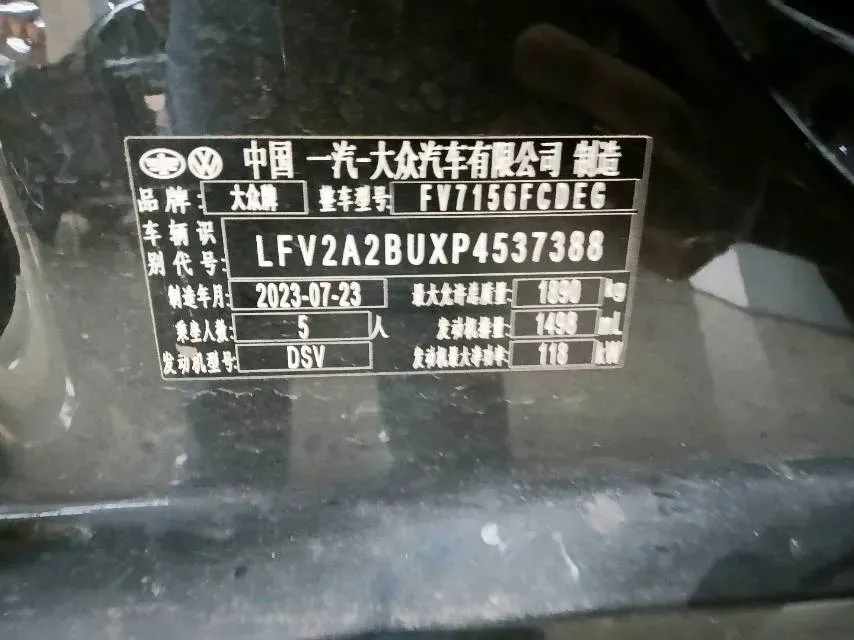 中国 一汽-大众汽车有限公司 制造
品牌: 大众牌 整车型号: FV7156FCDEG
车辆识别代号: LFV2A2BUXP4537388
制造年月: 2023-07-23 最大允许总质量: 1890 kg
乘坐人数: 5 人 发动机排量: 1498 mL
发动机型号: DSV 发动机最大净功率: 118 kW